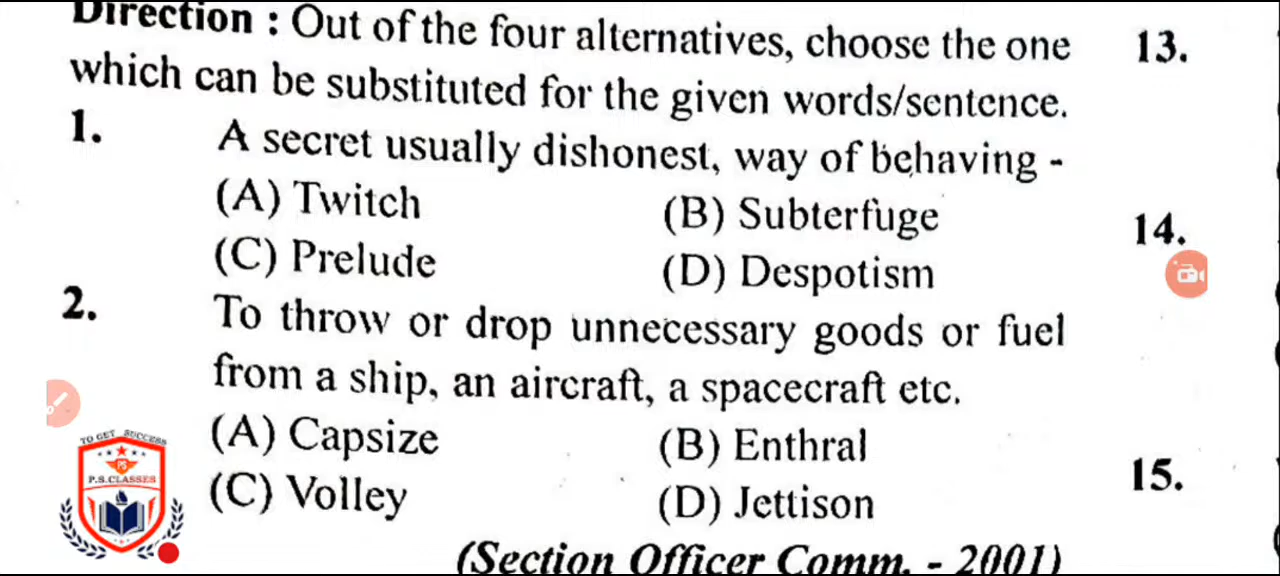 Direction : Out of the four alternatives, choose the one
which can be substituted for the given words/sentence.
1. A secret usually dishonest, way of behaving -
(A) Twitch (B) Subterfuge
(C) Prelude (D) Despotism
2. To throw or drop unnecessary goods or fuel
from a ship, an aircraft, a spacecraft etc.
(A) Capsize (B) Enthral
(C) Volley (D) Jettison
(Section Officer Comm. - 2001)
13.
14.
15.
TO GET SUCCESS
PS
P.S.CLASSES